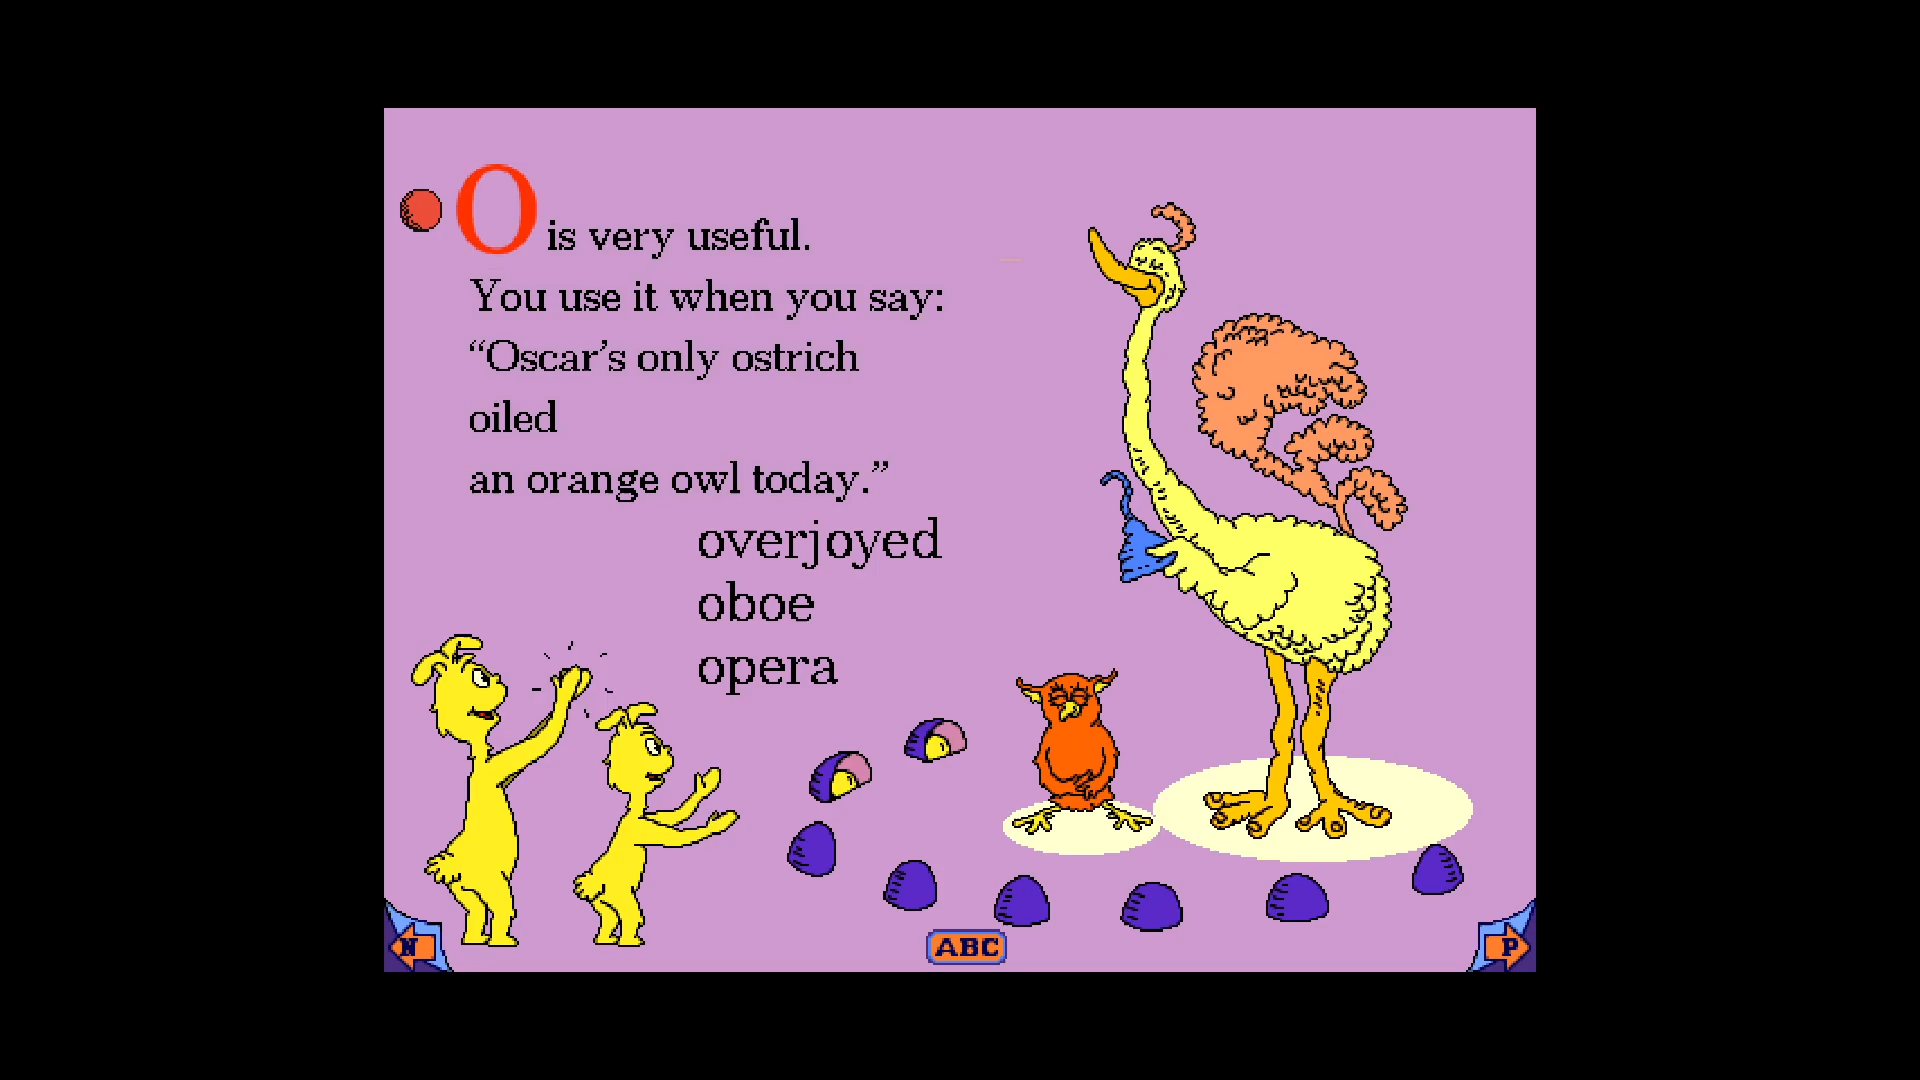 O is very useful.
You use it when you say:
“Oscar’s only ostrich
oiled
an orange owl today.”
overjoyed
oboe
opera
N
ABC
P